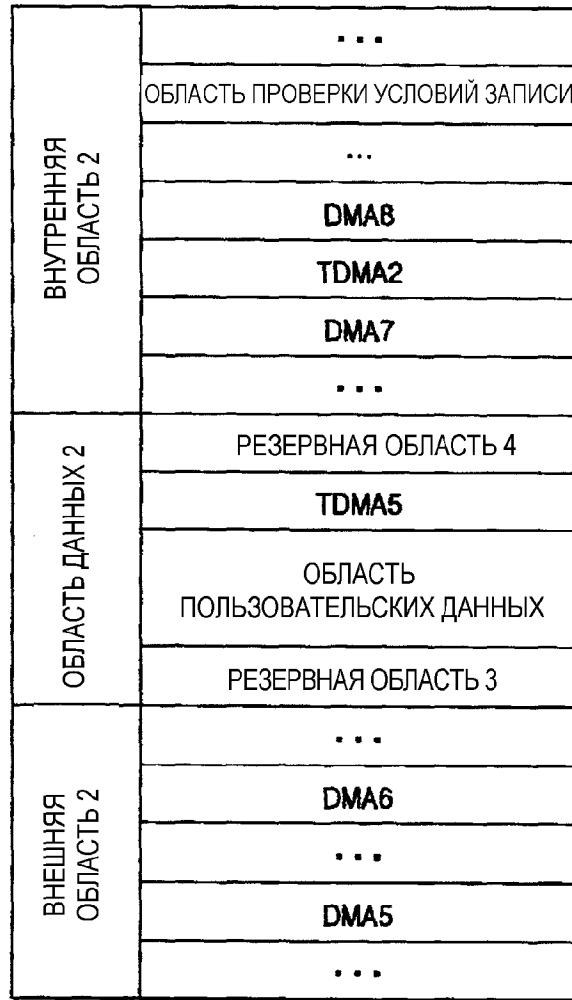 ВНУТРЕННЯЯ
ОБЛАСТЬ 2
...
ОБЛАСТЬ ПРОВЕРКИ УСЛОВИЙ ЗАПИСИ
...
DMA8
TDMA2
DMA7
...
ОБЛАСТЬ ДАННЫХ 2
РЕЗЕРВНАЯ ОБЛАСТЬ 4
TDMA5
ОБЛАСТЬ
ПОЛЬЗОВАТЕЛЬСКИХ ДАННЫХ
РЕЗЕРВНАЯ ОБЛАСТЬ 3
ВНЕШНЯЯ
ОБЛАСТЬ 2
...
DMA6
...
DMA5
...